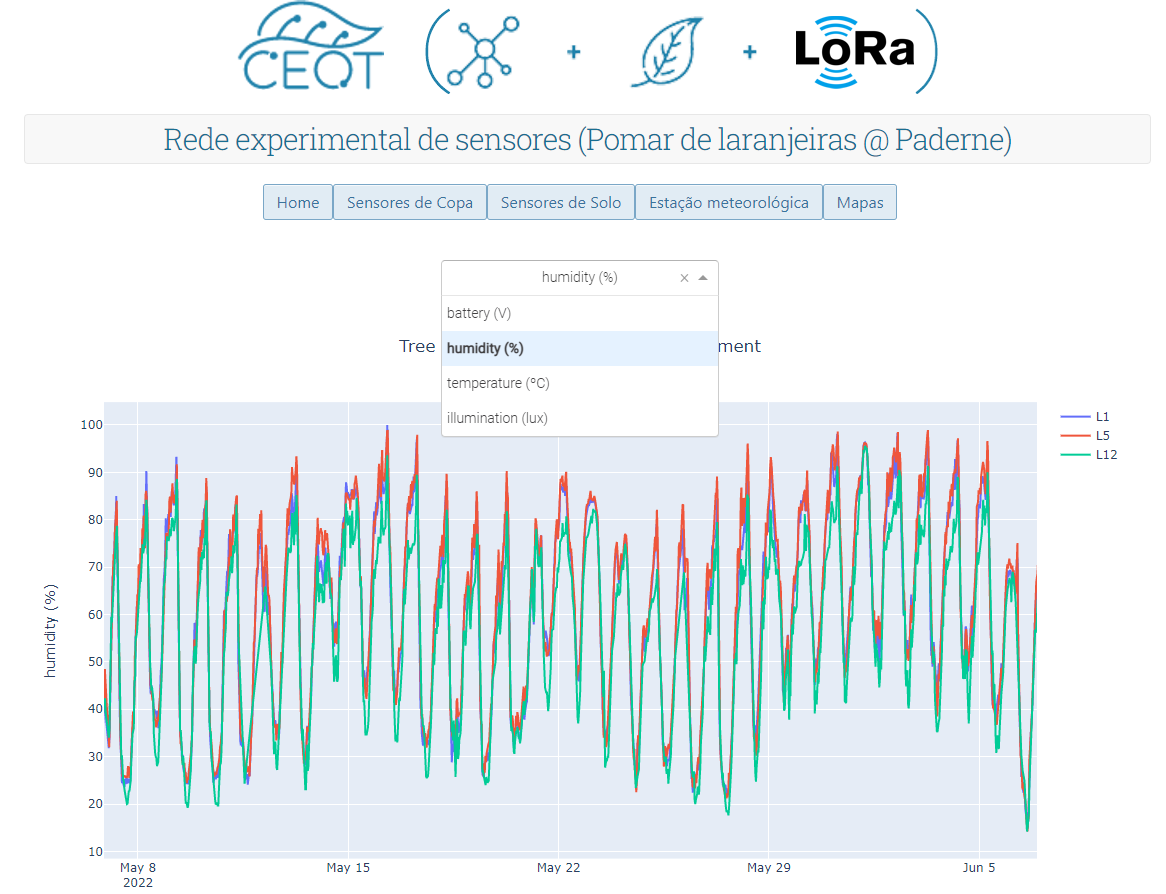 CEOT ( + + LoRa )
Rede experimental de sensores (Pomar de laranjeiras @ Paderne)
Home Sensores de Copa Sensores de Solo Estação meteorológica Mapas
humidity (%) ×
battery (V)
humidity (%)
temperature (ºC)
illumination (lux)
Tree ment
L1
L5
L12
humidity (%)
100
90
80
70
60
50
40
30
20
10
May 8 May 15 May 22 May 29 Jun 5
2022